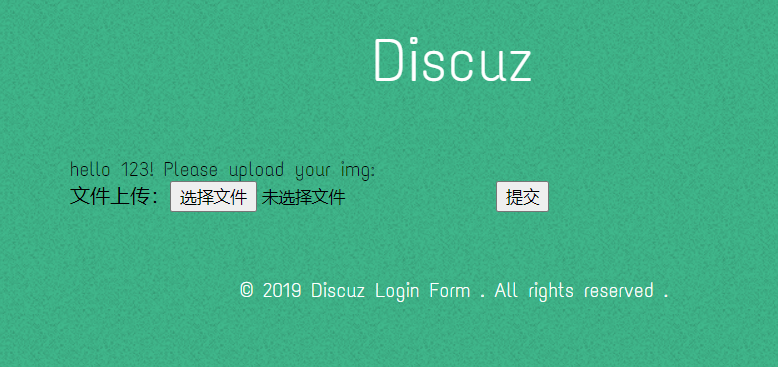 Discuz
hello 123! Please upload your img:
文件上传： 选择文件 未选择文件 提交
© 2019 Discuz Login Form . All rights reserved .